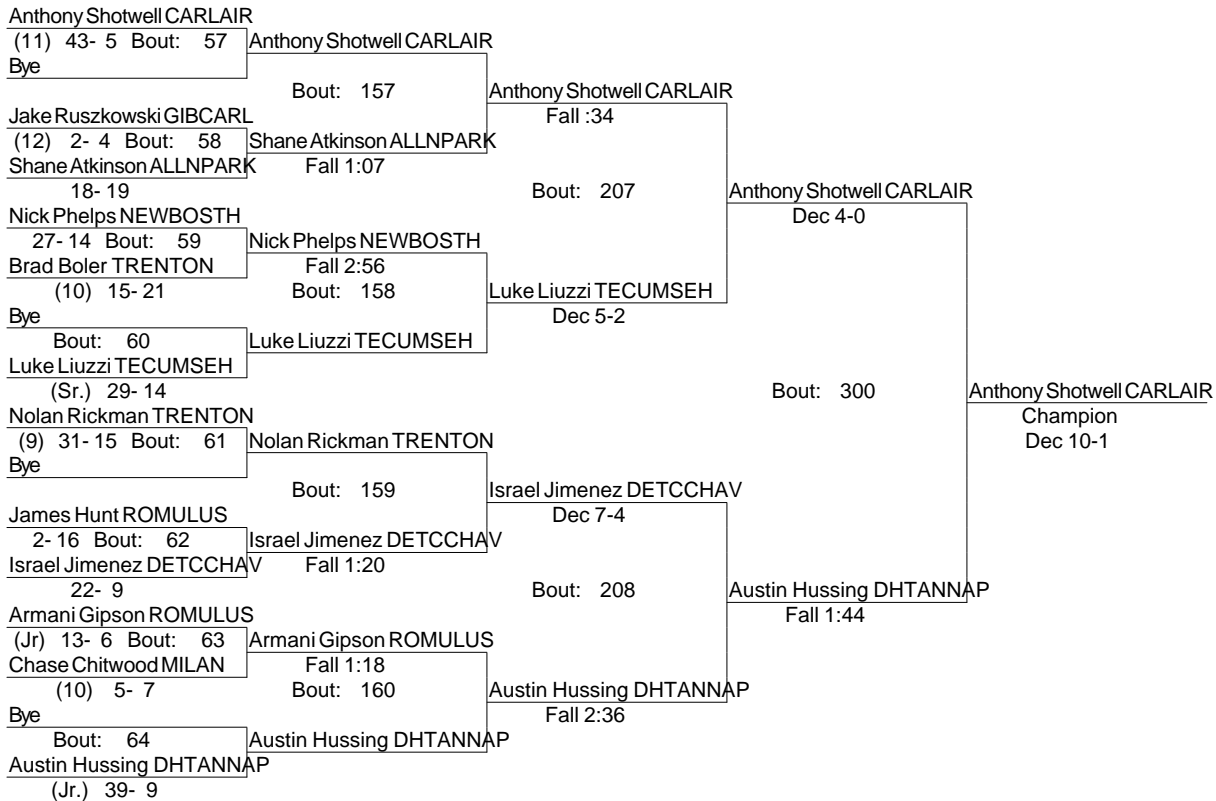 Anthony Shotwell CARLAIR
(11) 43- 5 Bout: 57 Anthony Shotwell CARLAIR
Bye
Bout: 157 Anthony Shotwell CARLAIR
Jake Ruszkowski GIBCARL Fall :34
(12) 2- 4 Bout: 58 Shane Atkinson ALLNPARK
Shane Atkinson ALLNPARK Fall 1:07
18- 19 Bout: 207 Anthony Shotwell CARLAIR
Nick Phelps NEWBOSTH Dec 4-0
27- 14 Bout: 59 Nick Phelps NEWBOSTH
Brad Boler TRENTON Fall 2:56
(10) 15- 21 Bout: 158 Luke Liuzzi TECUMSEH
Bye Dec 5-2
Bout: 60 Luke Liuzzi TECUMSEH
Luke Liuzzi TECUMSEH
(Sr.) 29- 14 Bout: 300 Anthony Shotwell CARLAIR
Nolan Rickman TRENTON Champion
(9) 31- 15 Bout: 61 Nolan Rickman TRENTON Dec 10-1
Bye
Bout: 159 Israel Jimenez DETCCHAV
James Hunt ROMULUS Dec 7-4
2- 16 Bout: 62 Israel Jimenez DETCCHAV
Israel Jimenez DETCCHAV Fall 1:20
22- 9 Bout: 208 Austin Hussing DHTANNAP
Armani Gipson ROMULUS Fall 1:44
(Jr) 13- 6 Bout: 63 Armani Gipson ROMULUS
Chase Chitwood MILAN Fall 1:18
(10) 5- 7 Bout: 160 Austin Hussing DHTANNAP
Bye Fall 2:36
Bout: 64 Austin Hussing DHTANNAP
Austin Hussing DHTANNAP
(Jr.) 39- 9